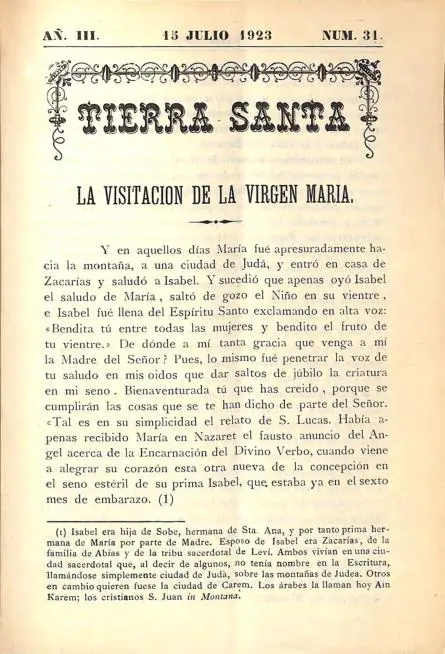 AÑ. III. 15 JULIO 1923 NUM. 31.
TIERRA SANTA
LA VISITACION DE LA VIRGEN MARIA.
Y en aquellos días María fué apresuradamente ha-
cia la montaña, a una ciudad de Judá, y entró en casa de
Zacarías y saludó a Isabel. Y sucedió que apenas oyó Isabel
el saludo de María , saltó de gozo el Niño en su vientre ,
e Isabel fué llena del Espíritu Santo exclamando en alta voz:
«Bendita tú entre todas las mujeres y bendito el fruto de
tu vientre.» De dónde a mí tanta gracia que venga a mí
la Madre del Señor ? Pues, lo mismo fué penetrar la voz de
tu saludo en mis oidos que dar saltos de júbilo la criatura
en mi seno . Bienaventurada tú que has creido , porque se
cumplirán las cosas que se te han dicho de parte del Señor.
«Tal es en su simplicidad el relato de S. Lucas. Había a-
penas recibido María en Nazaret el fausto anuncio del An-
gel acerca de la Encarnación del Divino Verbo, cuando viene
a alegrar su corazón esta otra nueva de la concepción en
el seno estéril de su prima Isabel, que, estaba ya en el sexto
mes de embarazo. (1)
(1) Isabel era hija de Sobe, hermana de Sta. Ana, y por tanto prima her-
mana de María por parte de Madre. Esposo de Isabel era Zacarías, de la
familia de Abías y de la tribu sacerdotal de Leví. Ambos vivían en una ciu-
dad sacerdotal que, al decir de algunos, no tenía nombre en la Escritura,
llamándose simplemente ciudad de Judà, sobre las montañas de Judea. Otros
en cambio quieren fuese la ciudad de Carem. Los árabes la llaman hoy Ain
Karem; los cristianos S. Juan in Montana.